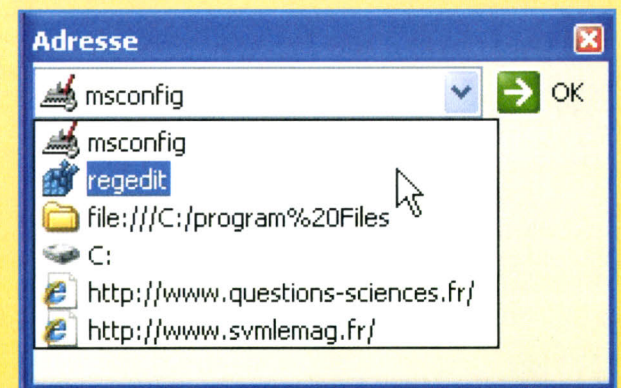 Adresse
msconfig OK
msconfig
regedit
file:///C:/program%20Files
C:
http://www.questions-sciences.fr/
http://www.svmlemag.fr/